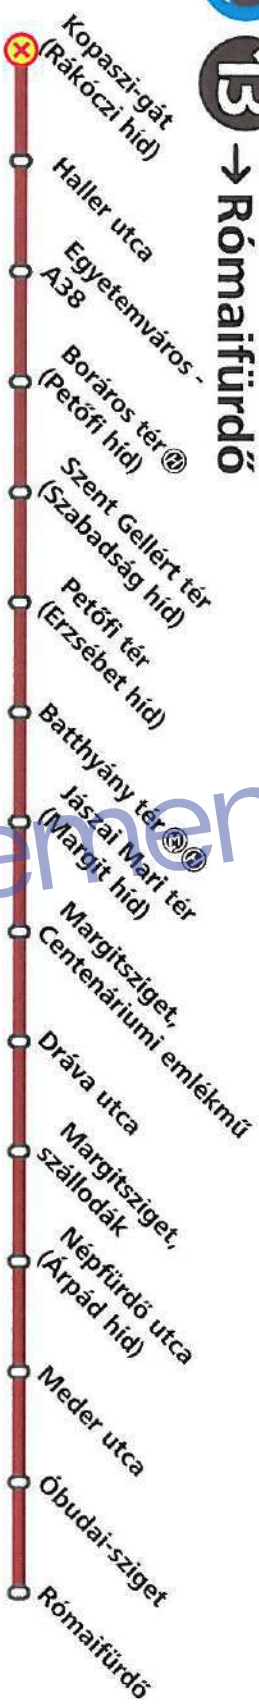 13 → Rómaifürdő
Kopaszi-gát
(Rákóczi híd)
Haller utca
Egyetemváros -
A38
Boráros tér H
(Petőfi híd)
Szent Gellért tér
(Szabadság híd)
Petőfi tér
(Erzsébet híd)
Batthyány tér M H
Jászai Mari tér
(Margit híd)
Margitsziget,
Centenáriumi emlékmű
Dráva utca
Margitsziget,
szállodák
Népfürdő utca
(Árpád híd)
Meder utca
Óbudai-sziget
Rómaifürdő